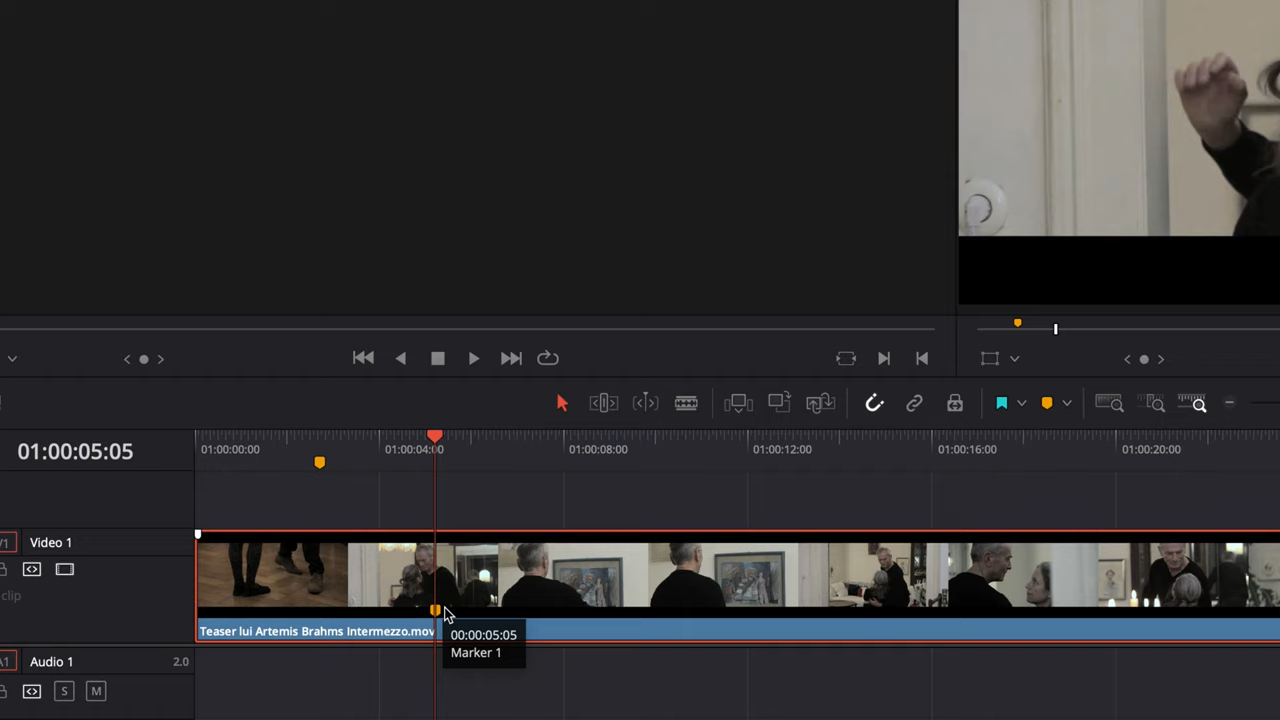 01:00:05:05
01:00:00:00
01:00:04:00
01:00:08:00
01:00:12:00
01:00:16:00
01:00:20:00
Video 1
clip
Teaser lui Artemis Brahms Intermezzo.mov
00:00:05:05
Marker 1
A1
Audio 1
2.0
S
M